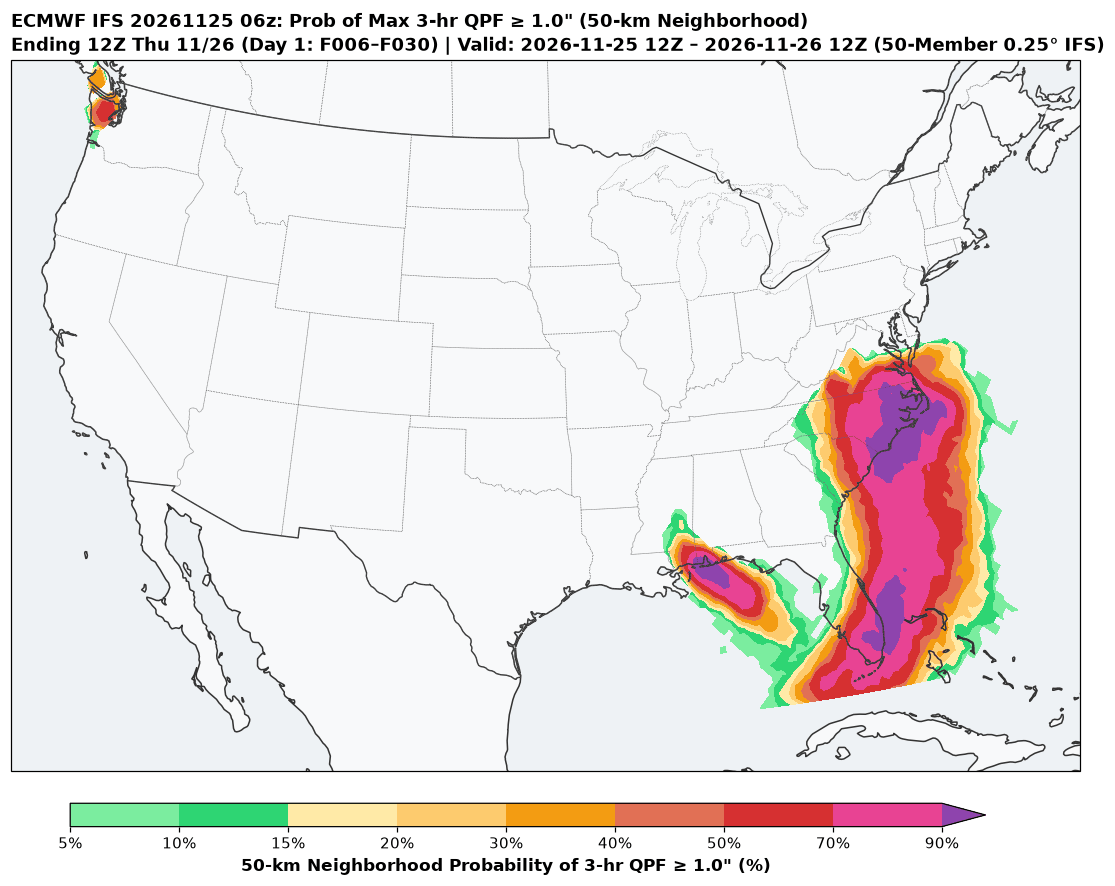 ECMWF IFS 20261125 06z: Prob of Max 3-hr QPF ≥ 1.0" (50-km Neighborhood)
Ending 12Z Thu 11/26 (Day 1: F006–F030) | Valid: 2026-11-25 12Z – 2026-11-26 12Z (50-Member 0.25° IFS)
5% 10% 15% 20% 30% 40% 50% 70% 90%
50-km Neighborhood Probability of 3-hr QPF ≥ 1.0" (%)